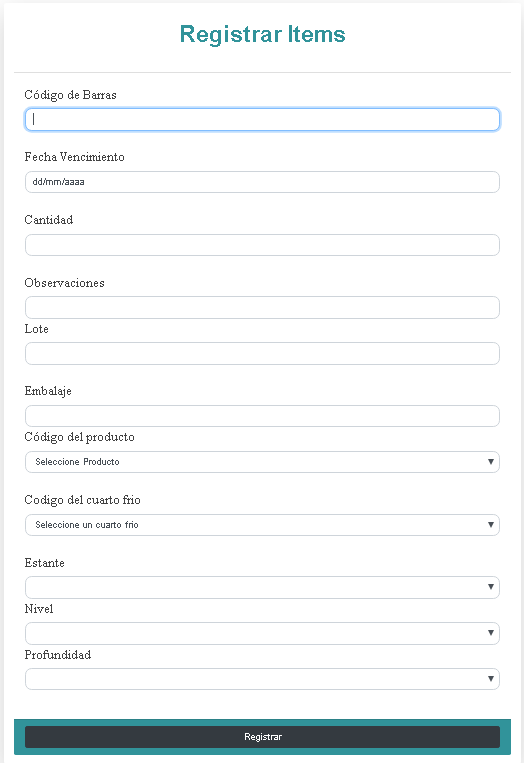 Registrar Items
Código de Barras
Fecha Vencimiento
dd/mm/aaaa
Cantidad
Observaciones
Lote
Embalaje
Código del producto
Seleccione Producto
Codigo del cuarto frio
Seleccione un cuarto frio
Estante
Nivel
Profundidad
Registrar